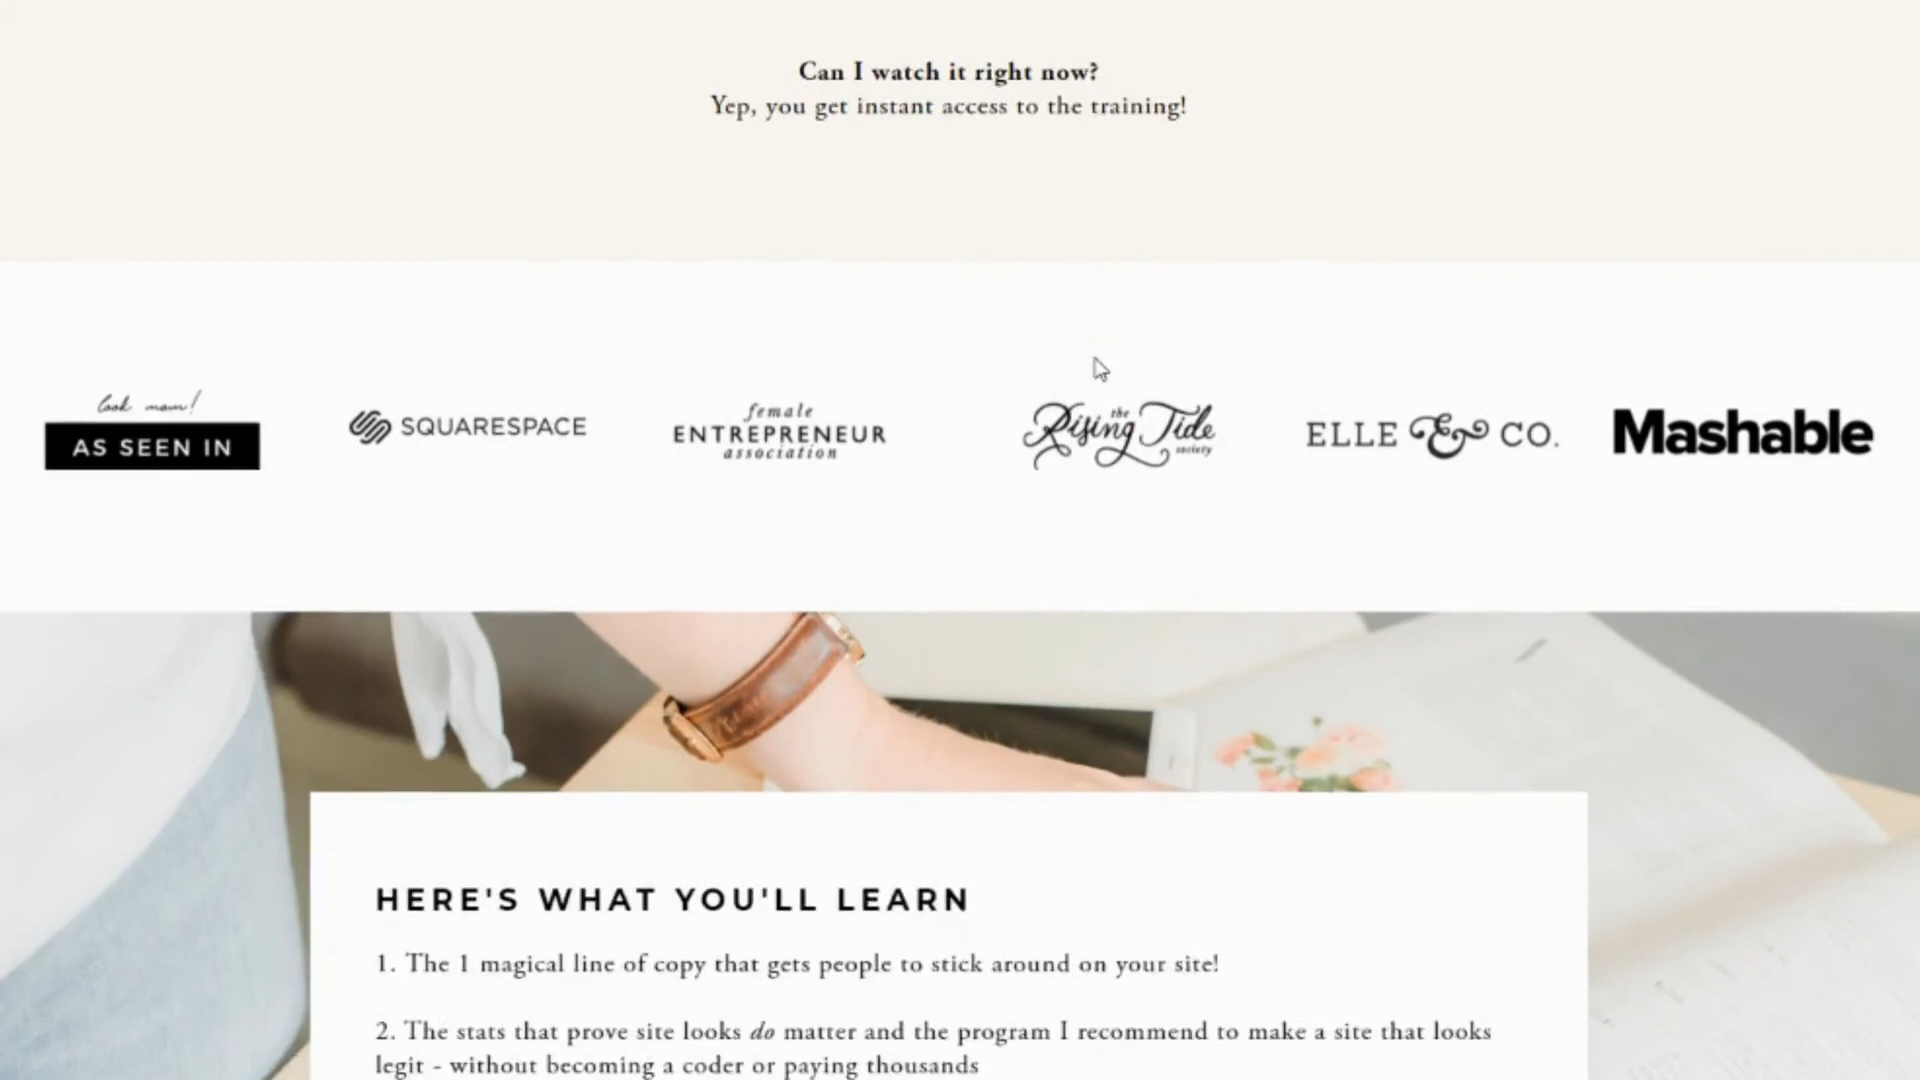 Can I watch it right now?
Yep, you get instant access to the training!
look mom!
AS SEEN IN
SQUARESPACE
female
ENTREPRENEUR
association
the
Rising Tide
society
ELLE & CO.
Mashable
HERE'S WHAT YOU'LL LEARN
1. The 1 magical line of copy that gets people to stick around on your site!
2. The stats that prove site looks do matter and the program I recommend to make a site that looks
legit - without becoming a coder or paying thousands